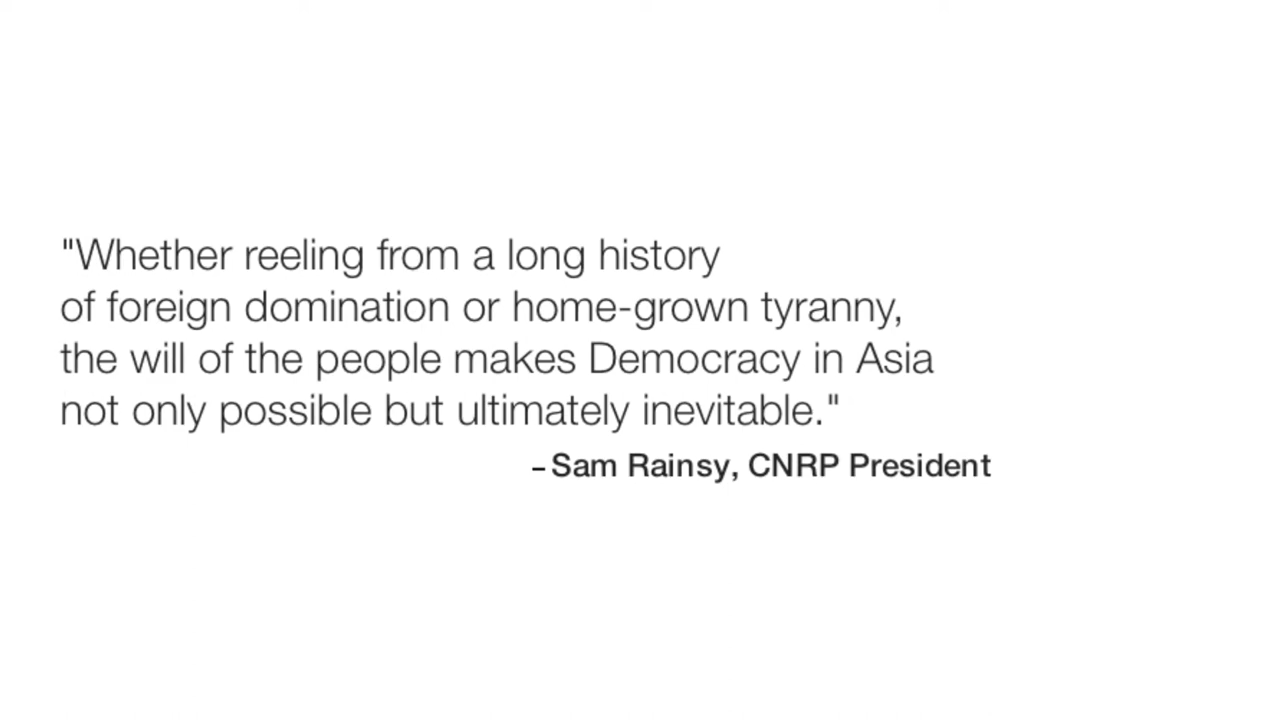 "Whether reeling from a long history
of foreign domination or home-grown tyranny,
the will of the people makes Democracy in Asia
not only possible but ultimately inevitable."
– Sam Rainsy, CNRP President